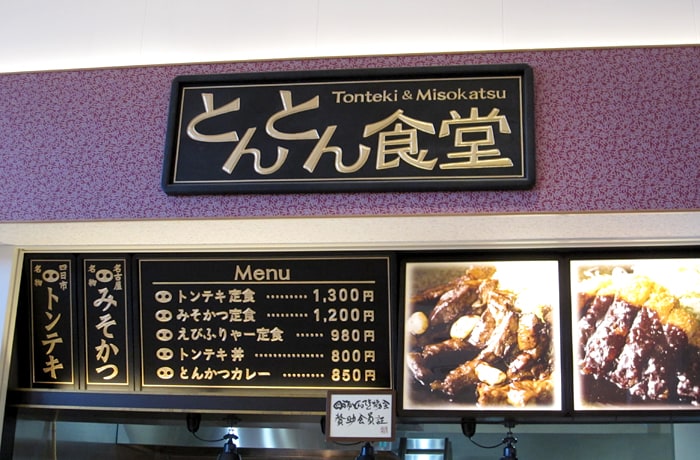 Tonteki & Misokatsu
とんとん食堂
四日市名物
トンテキ
名古屋名物
みそかつ
Menu
トンテキ定食 ……… 1,300円
みそかつ定食 ……… 1,200円
えびふりゃー定食 …… 980円
トンテキ丼 ………… 800円
とんかつカレー …… 850円
賛助会員証